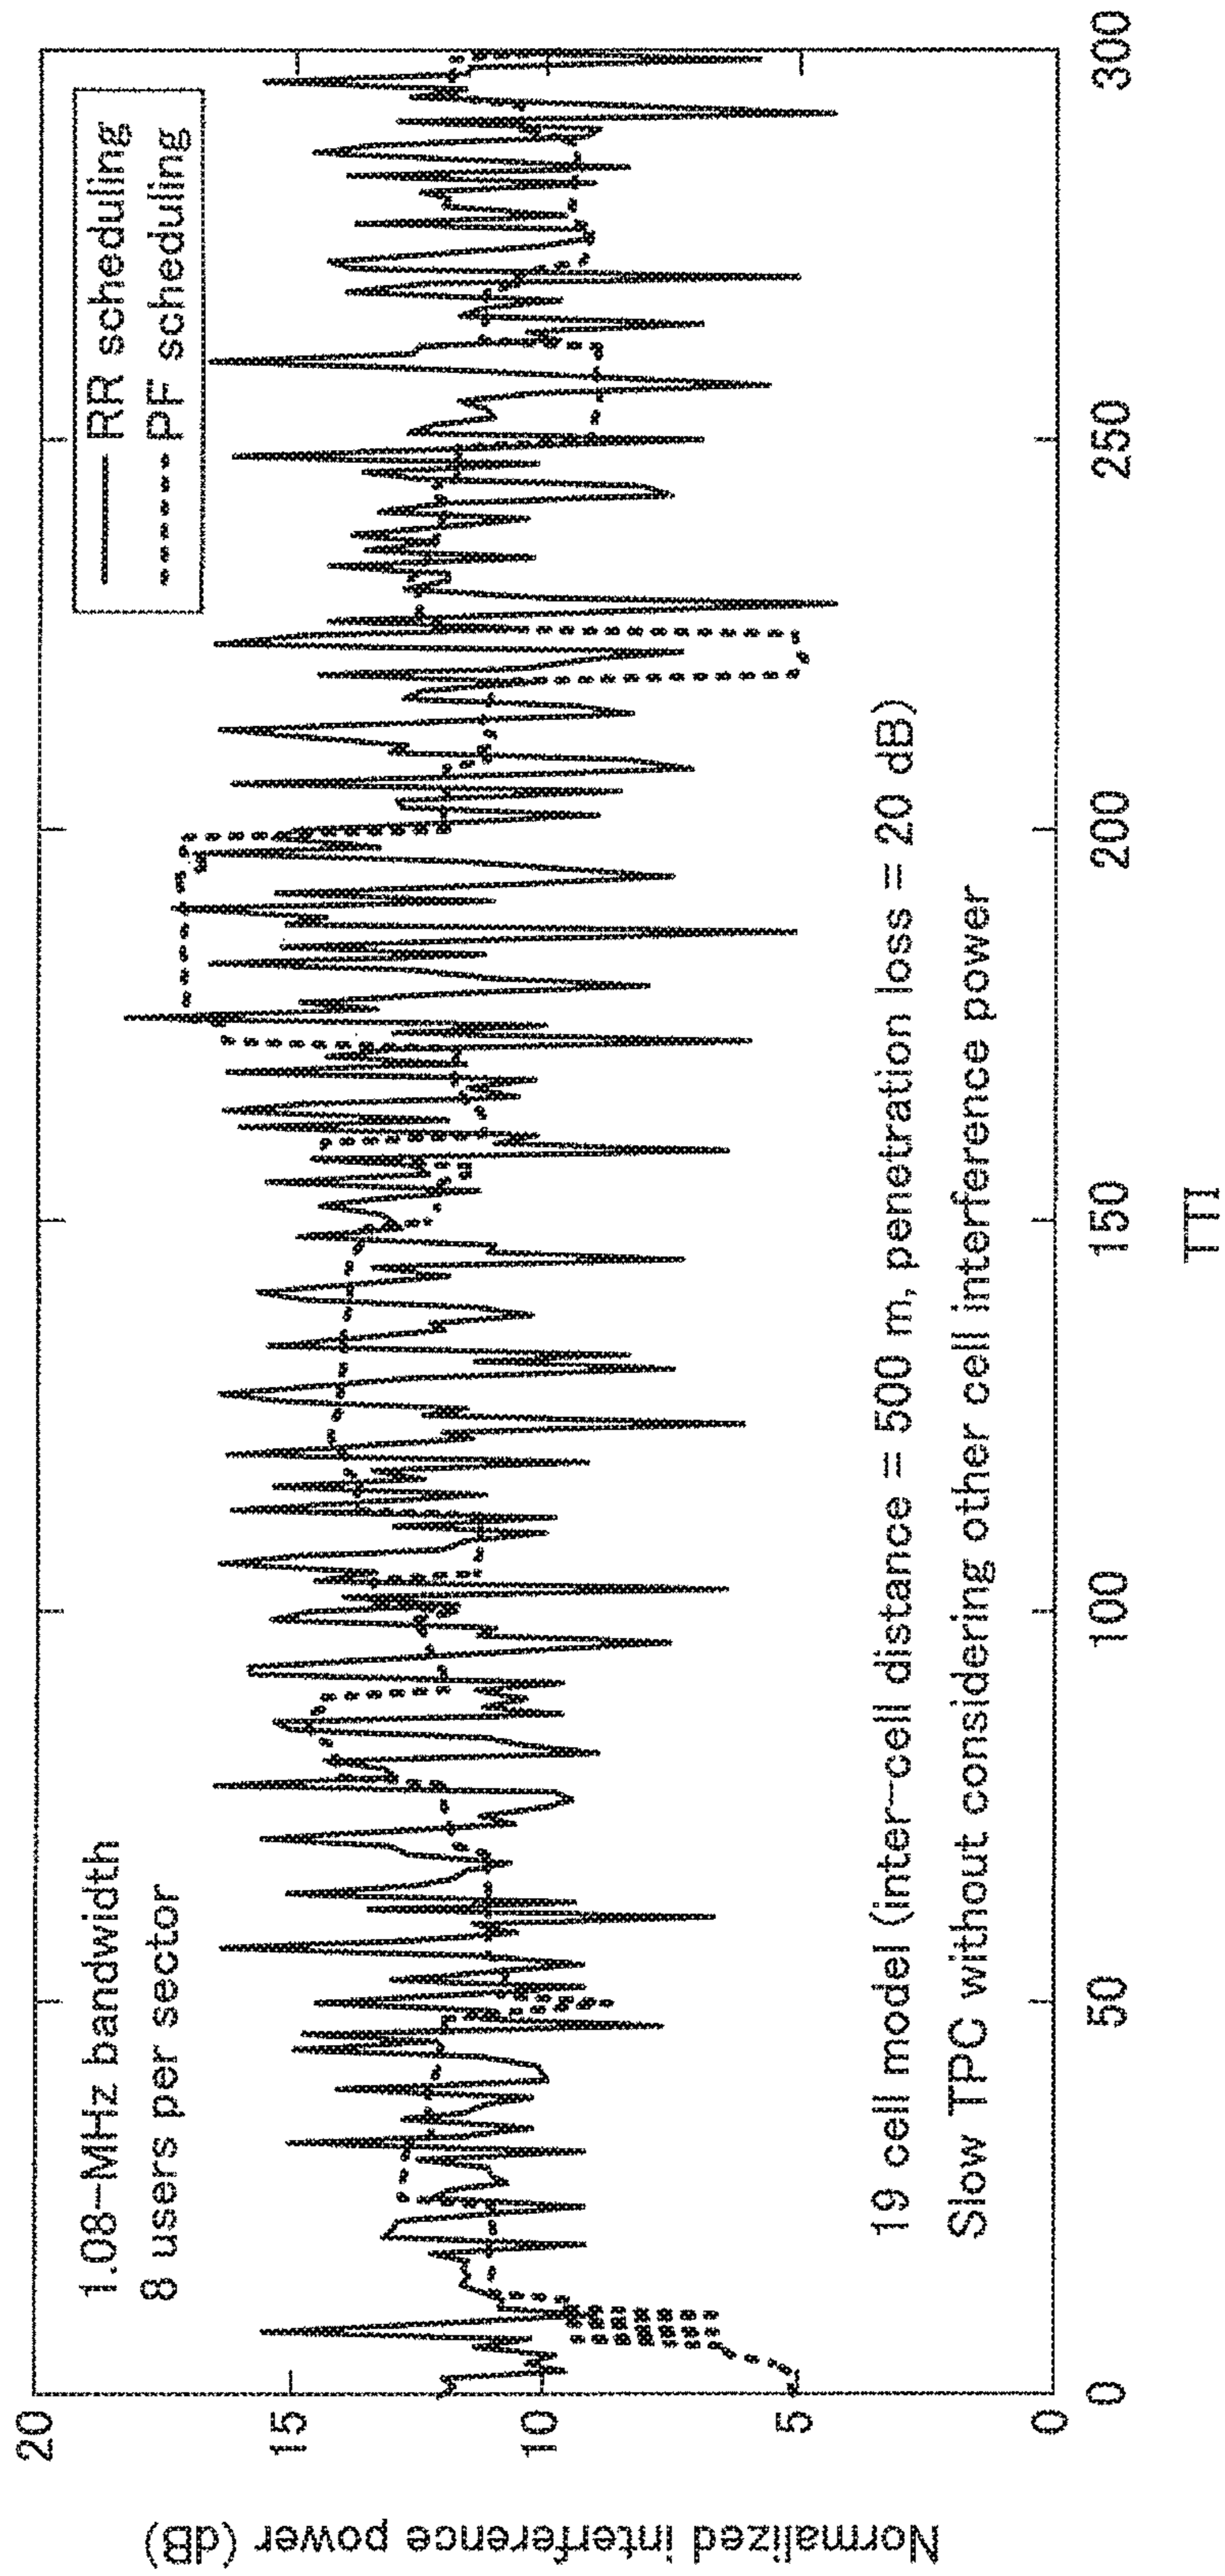 Normalized interference power (dB)
20
15
10
5
0
1.08-MHz bandwidth
8 users per sector
RR scheduling
PF scheduling
19 cell model (inter-cell distance = 500 m, penetration loss = 20 dB)
Slow TPC without considering other cell interference power
0
50
100
150
200
250
300
TTI